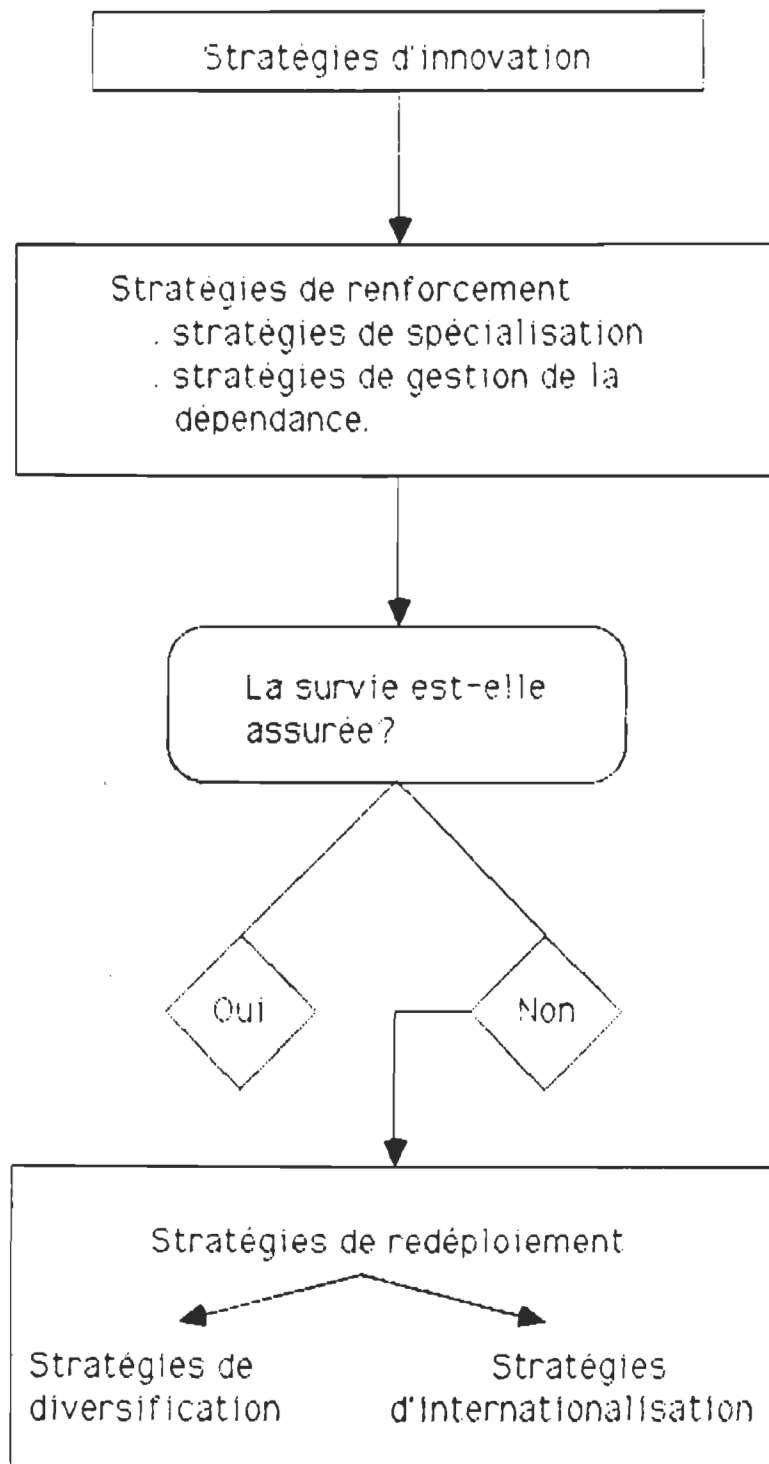 Stratégies d'innovation
Stratégies de renforcement
. stratégies de spécialisation
. stratégies de gestion de la
dépendance.
La survie est-elle
assurée?
Oui
Non
Stratégies de redéploiement
Stratégies de
diversification
Stratégies
d'internationalisation